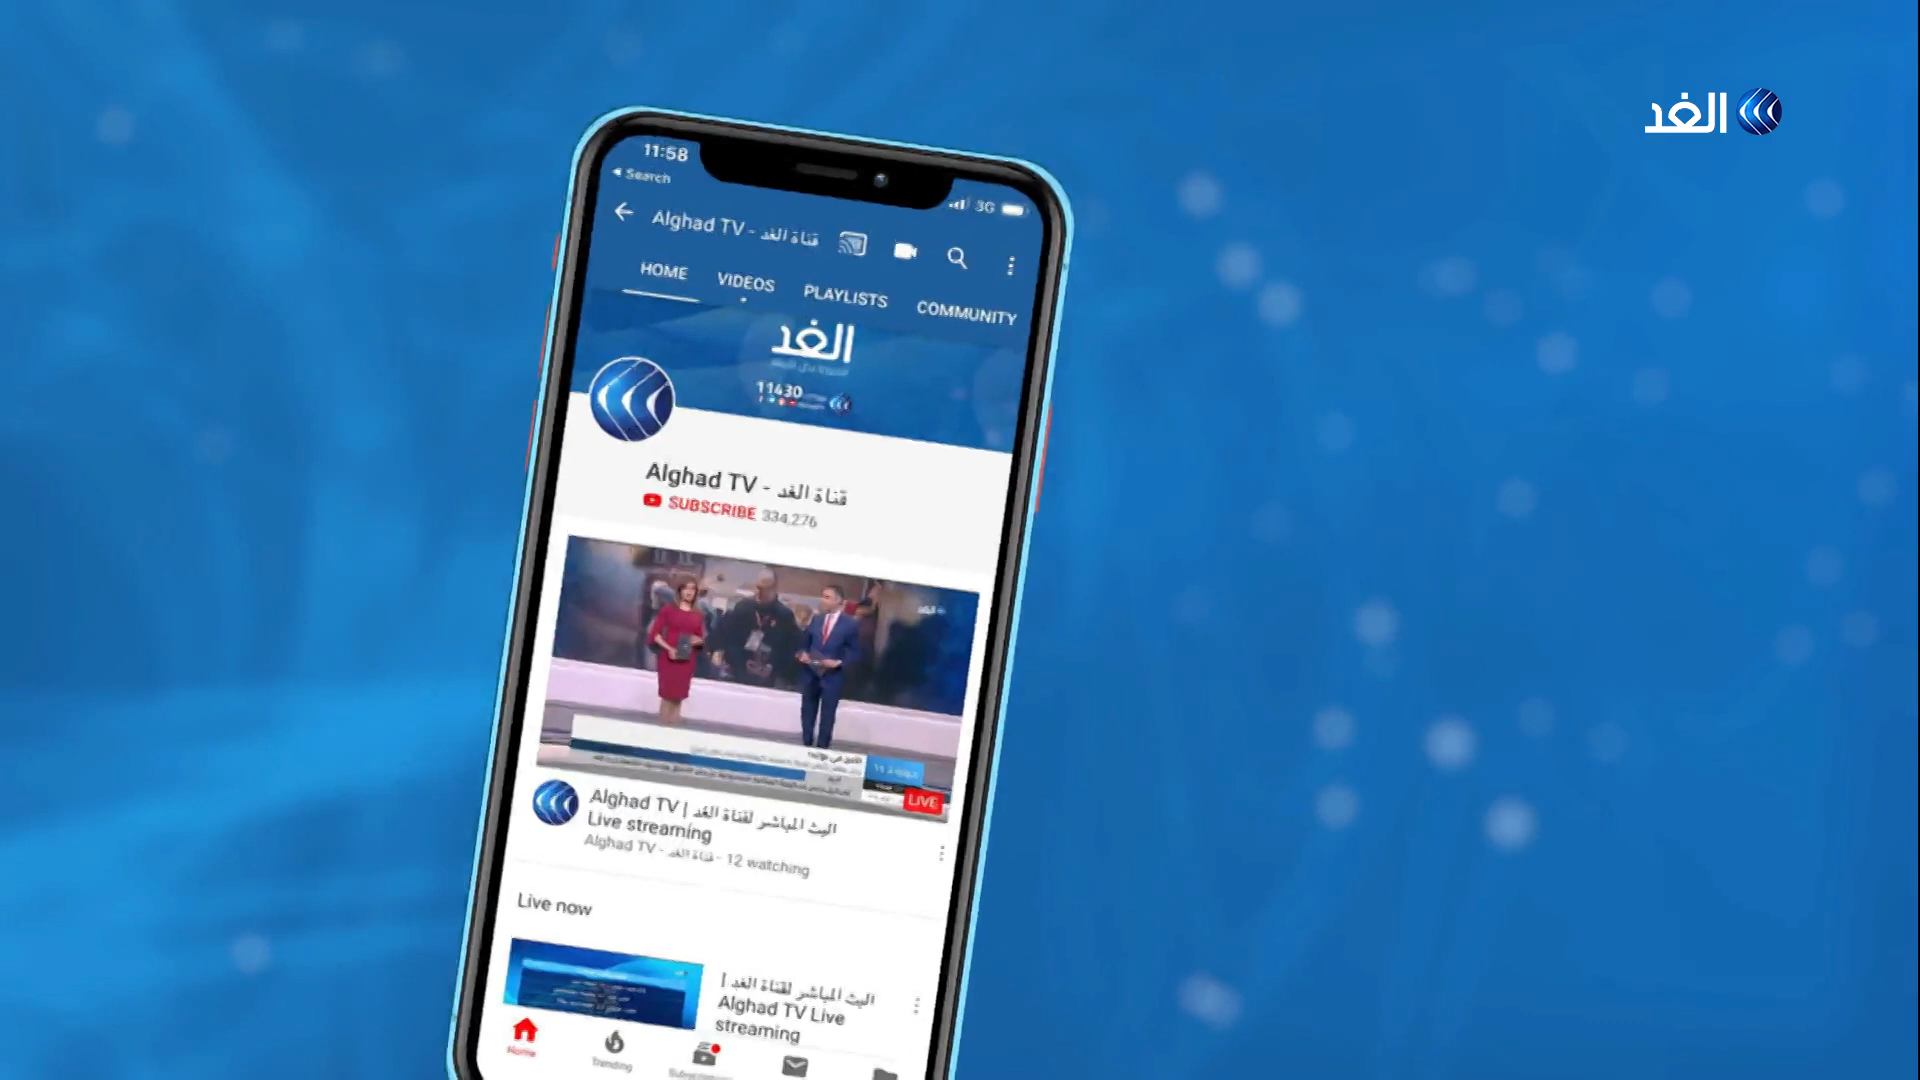 الغد
11:58
Search
3G
Alghad TV - قناة الغد
HOME VIDEOS PLAYLISTS COMMUNITY
الغد
11430
Alghad TV - قناة الغد
SUBSCRIBE 334,276
الغد
LIVE
Alghad TV | البث المباشر لقناة الغد
Live streaming
Alghad TV - قناة الغد - 12 watching
Live now
البث المباشر لقناة الغد |
Alghad TV Live
streaming
Home
Trending